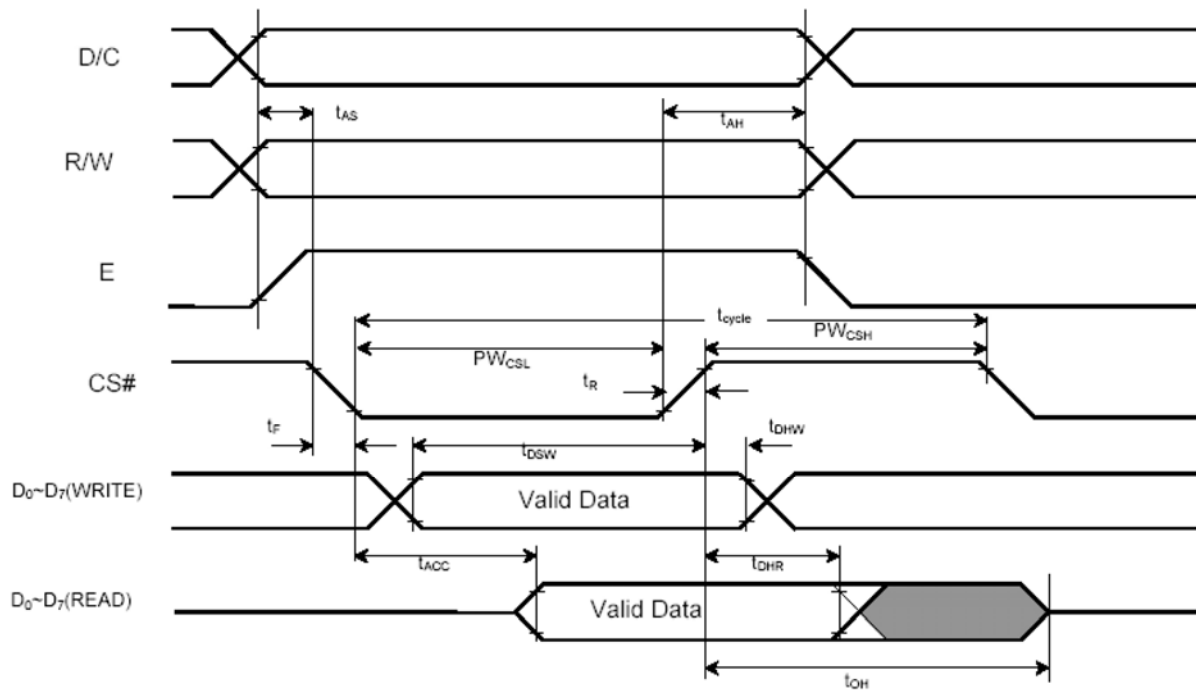 D/C
tAS
tAH
R/W
E
tcycle
PWCSL
PWCSH
CS#
tR
tF
tDSW
tDHW
D0~D7(WRITE)
Valid Data
tACC
tDHR
D0~D7(READ)
Valid Data
tOH